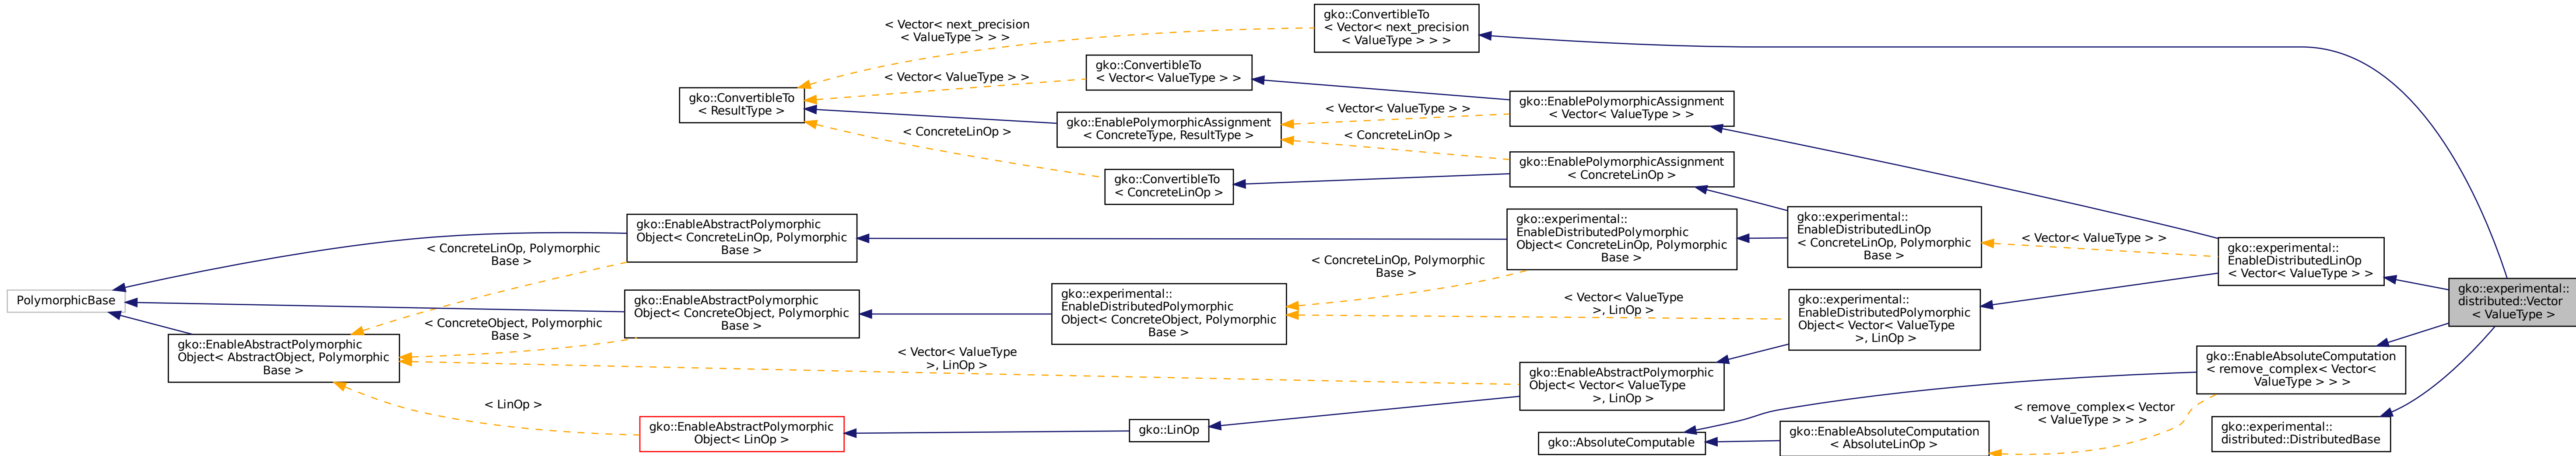 gko::ConvertibleTo
< Vector< next_precision
< ValueType > > >
< Vector< next_precision
< ValueType > > >
gko::ConvertibleTo
< Vector< ValueType > >
< Vector< ValueType > >
gko::ConvertibleTo
< ResultType >
gko::EnablePolymorphicAssignment
< Vector< ValueType > >
< Vector< ValueType > >
gko::EnablePolymorphicAssignment
< ConcreteType, ResultType >
< ConcreteLinOp >
< ConcreteLinOp >
gko::EnablePolymorphicAssignment
< ConcreteLinOp >
gko::ConvertibleTo
< ConcreteLinOp >
gko::EnableAbstractPolymorphic
Object< ConcreteLinOp, Polymorphic
Base >
gko::experimental::
EnableDistributedPolymorphic
Object< ConcreteLinOp, Polymorphic
Base >
gko::experimental::
EnableDistributedLinOp
< ConcreteLinOp, Polymorphic
Base >
< Vector< ValueType > >
gko::experimental::
EnableDistributedLinOp
< Vector< ValueType > >
< ConcreteLinOp, Polymorphic
Base >
< ConcreteLinOp, Polymorphic
Base >
gko::experimental::
distributed::Vector
< ValueType >
PolymorphicBase
gko::EnableAbstractPolymorphic
Object< ConcreteObject, Polymorphic
Base >
gko::experimental::
EnableDistributedPolymorphic
Object< ConcreteObject, Polymorphic
Base >
< Vector< ValueType
>, LinOp >
gko::experimental::
EnableDistributedPolymorphic
Object< Vector< ValueType
>, LinOp >
< ConcreteObject, Polymorphic
Base >
gko::EnableAbstractPolymorphic
Object< AbstractObject, Polymorphic
Base >
< Vector< ValueType
>, LinOp >
gko::EnableAbstractPolymorphic
Object< Vector< ValueType
>, LinOp >
gko::EnableAbsoluteComputation
< remove_complex< Vector<
ValueType > > >
< LinOp >
gko::EnableAbstractPolymorphic
Object< LinOp >
gko::LinOp
gko::AbsoluteComputable
gko::EnableAbsoluteComputation
< AbsoluteLinOp >
< remove_complex< Vector
< ValueType > > >
gko::experimental::
distributed::DistributedBase